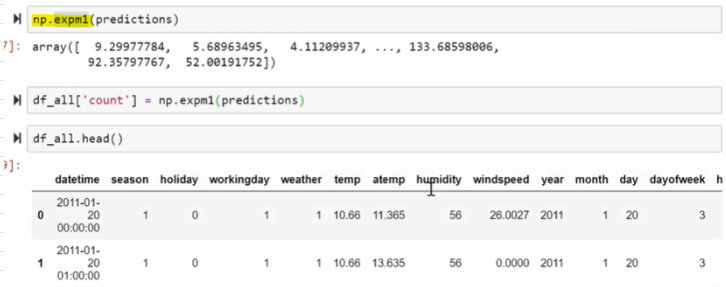 np.expm1(predictions)
7]: array([ 9.29977784, 5.68963495, 4.11209937, ..., 133.68598006,
92.35797767, 52.00191752])
df_all['count'] = np.expm1(predictions)
df_all.head()
9]:
datetime season holiday workingday weather temp atemp humidity windspeed year month day dayofweek h
2011-01-
0 20 1 0 1 1 10.66 11.365 56 26.0027 2011 1 20 3
00:00:00
2011-01-
1 20 1 0 1 1 10.66 13.635 56 0.0000 2011 1 20 3
01:00:00